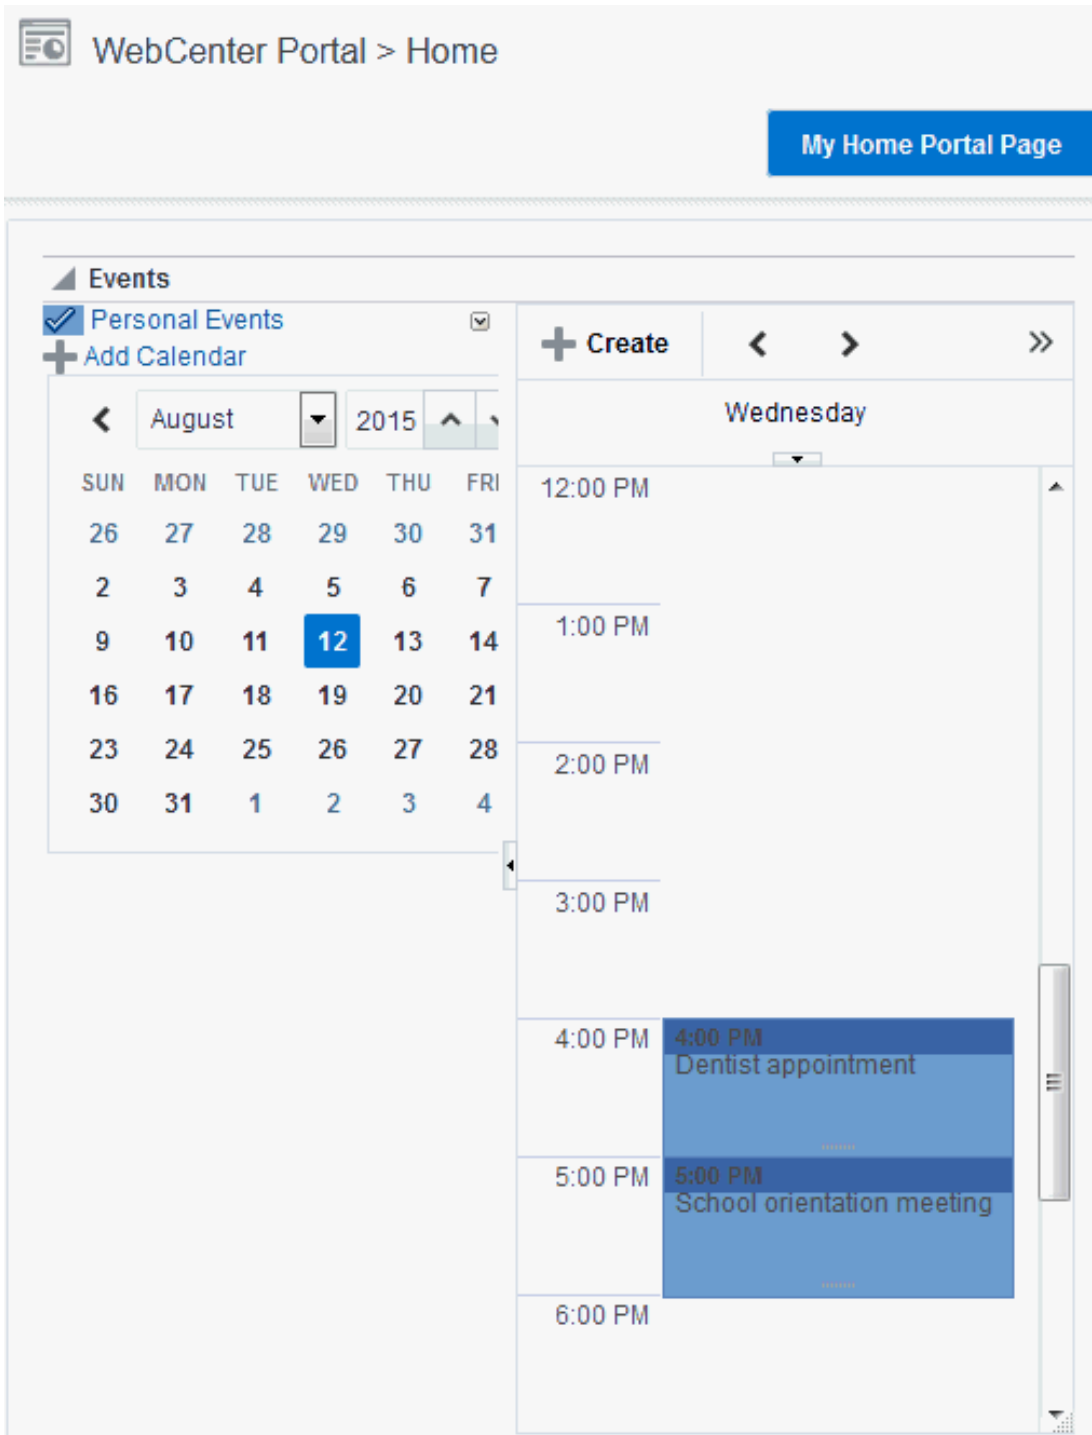 WebCenter Portal > Home
My Home Portal Page
Events
Personal Events
Add Calendar
August 2015
SUN MON TUE WED THU FRI
26 27 28 29 30 31
2 3 4 5 6 7
9 10 11 12 13 14
16 17 18 19 20 21
23 24 25 26 27 28
30 31 1 2 3 4
Create
Wednesday
12:00 PM
1:00 PM
2:00 PM
3:00 PM
4:00 PM
4:00 PM
Dentist appointment
5:00 PM
5:00 PM
School orientation meeting
6:00 PM